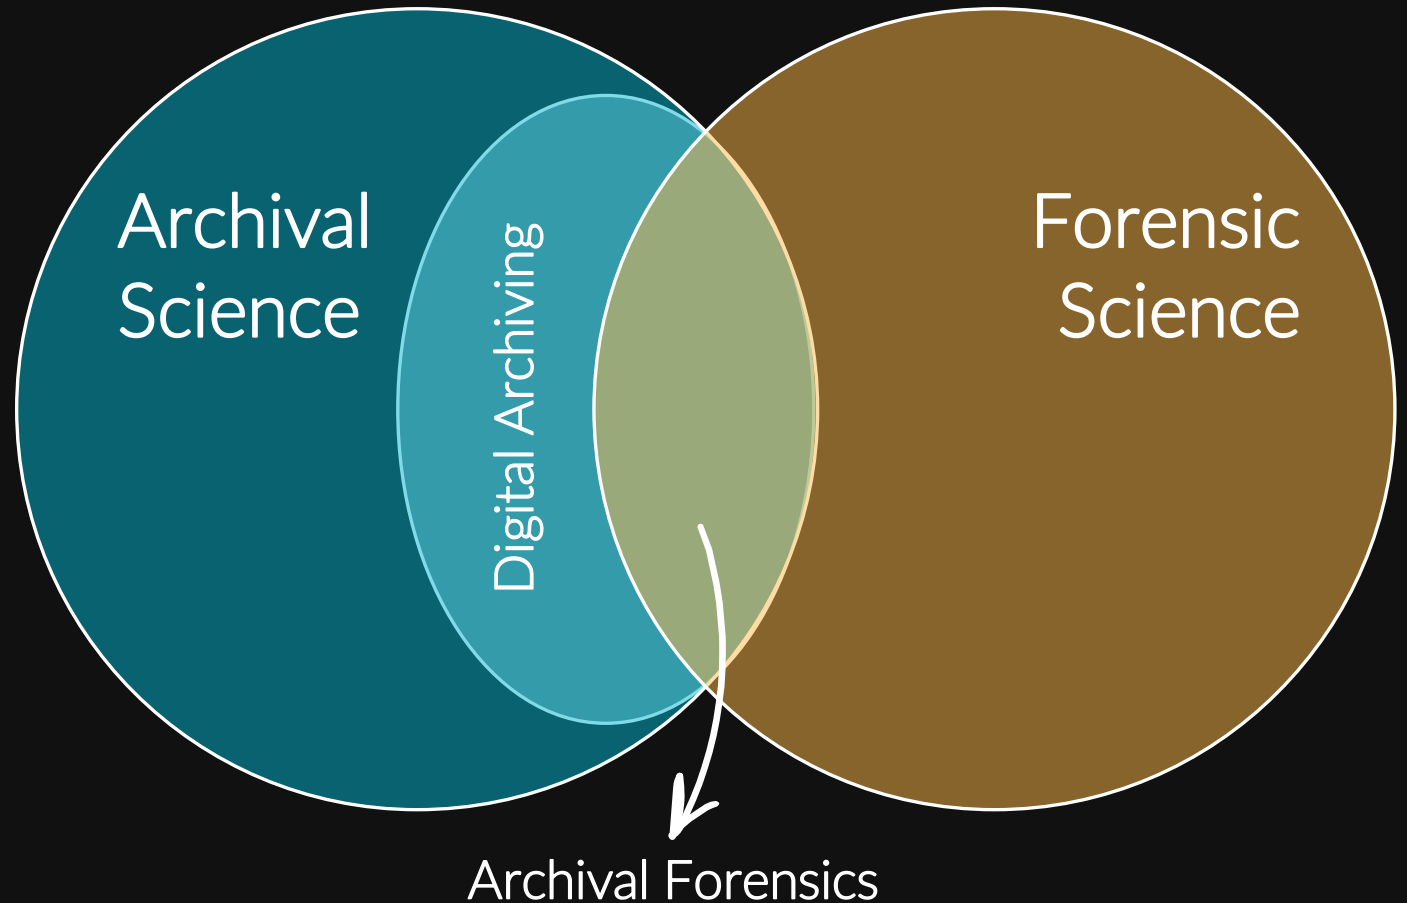 Archival
Science
Digital Archiving
Forensic
Science
Archival Forensics